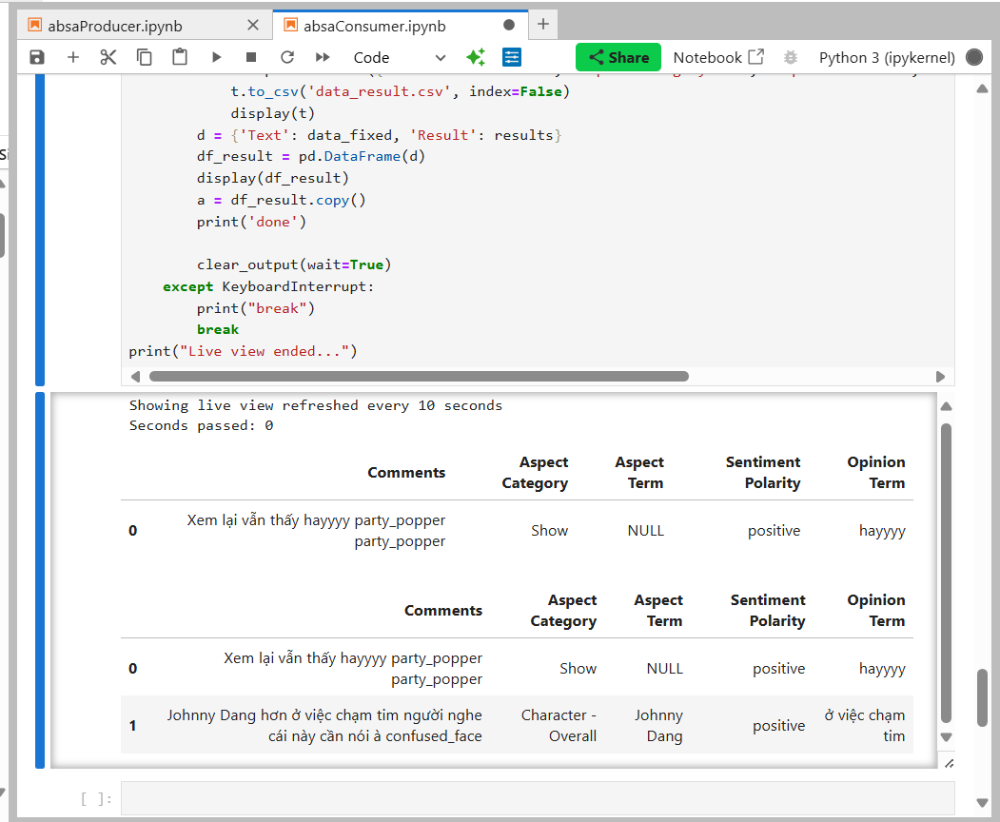 absaProducer.ipynb
absaConsumer.ipynb
Code
Share
Notebook
Python 3 (ipykernel)
t.to_csv('data_result.csv', index=False)
display(t)
d = {'Text': data_fixed, 'Result': results}
df_result = pd.DataFrame(d)
display(df_result)
a = df_result.copy()
print('done')
clear_output(wait=True)
except KeyboardInterrupt:
print("break")
break
print("Live view ended...")
Showing live view refreshed every 10 seconds
Seconds passed: 0
Comments Aspect Category Aspect Term Sentiment Polarity Opinion Term
0 Xem lại vẫn thấy hayyyy party_popper party_popper Show NULL positive hayyyy
Comments Aspect Category Aspect Term Sentiment Polarity Opinion Term
0 Xem lại vẫn thấy hayyyy party_popper party_popper Show NULL positive hayyyy
1 Johnny Dang hơn ở việc chạm tim người nghe cái này cần nói à confused_face Character - Overall Johnny Dang positive ở việc chạm tim
[ ]: